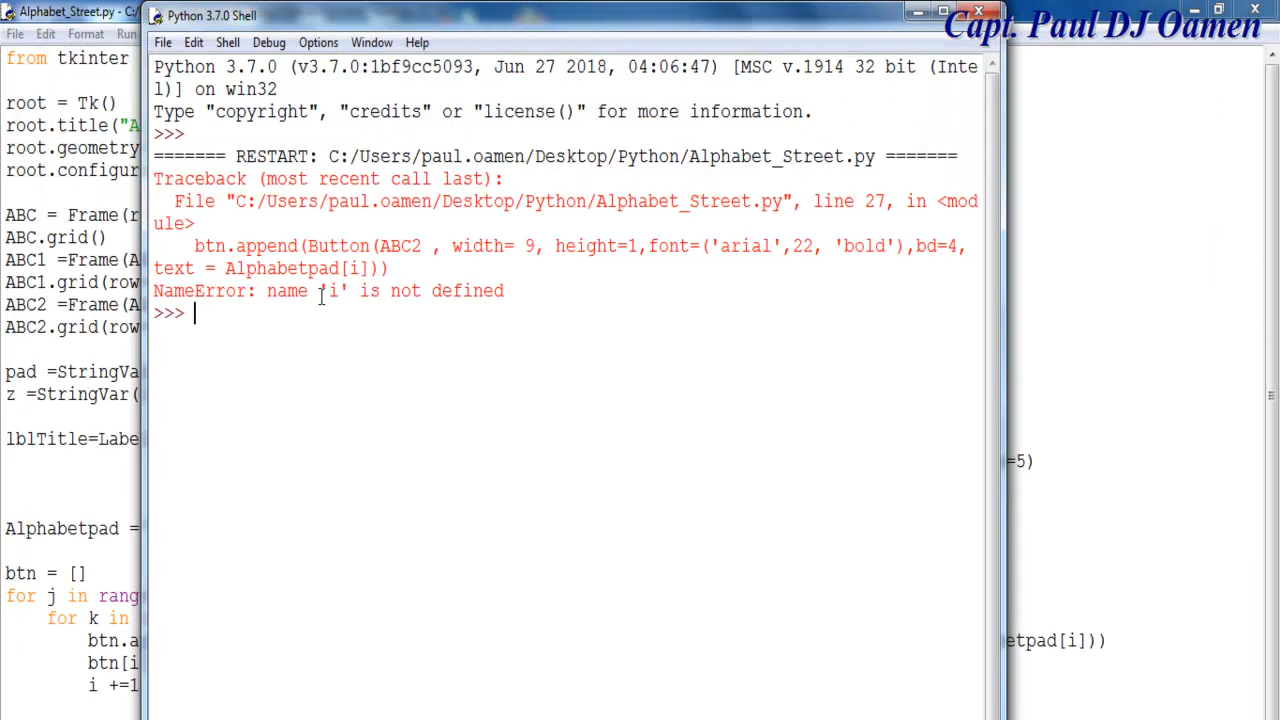 Alphabet_Street.py - C:/
Python 3.7.0 Shell
Capt. Paul DJ Oamen
File Edit Format Run
File Edit Shell Debug Options Window Help
from tkinter
root = Tk()
root.title("A
root.geometry
root.configur
ABC = Frame(r
ABC.grid()
ABC1 =Frame(A
ABC1.grid(row
ABC2 =Frame(A
ABC2.grid(row
pad =StringVa
z =StringVar(
lblTitle=Labe
=5)
Alphabetpad =
btn = []
for j in rang
for k in
btn.a
etpad[i]))
btn[i
i +=1
Python 3.7.0 (v3.7.0:1bf9cc5093, Jun 27 2018, 04:06:47) [MSC v.1914 32 bit (Inte
l)] on win32
Type "copyright", "credits" or "license()" for more information.
>>>
======= RESTART: C:/Users/paul.oamen/Desktop/Python/Alphabet_Street.py =======
Traceback (most recent call last):
File "C:/Users/paul.oamen/Desktop/Python/Alphabet_Street.py", line 27, in <mod
ule>
btn.append(Button(ABC2 , width= 9, height=1,font=('arial',22, 'bold'),bd=4,
text = Alphabetpad[i]))
NameError: name 'i' is not defined
>>>